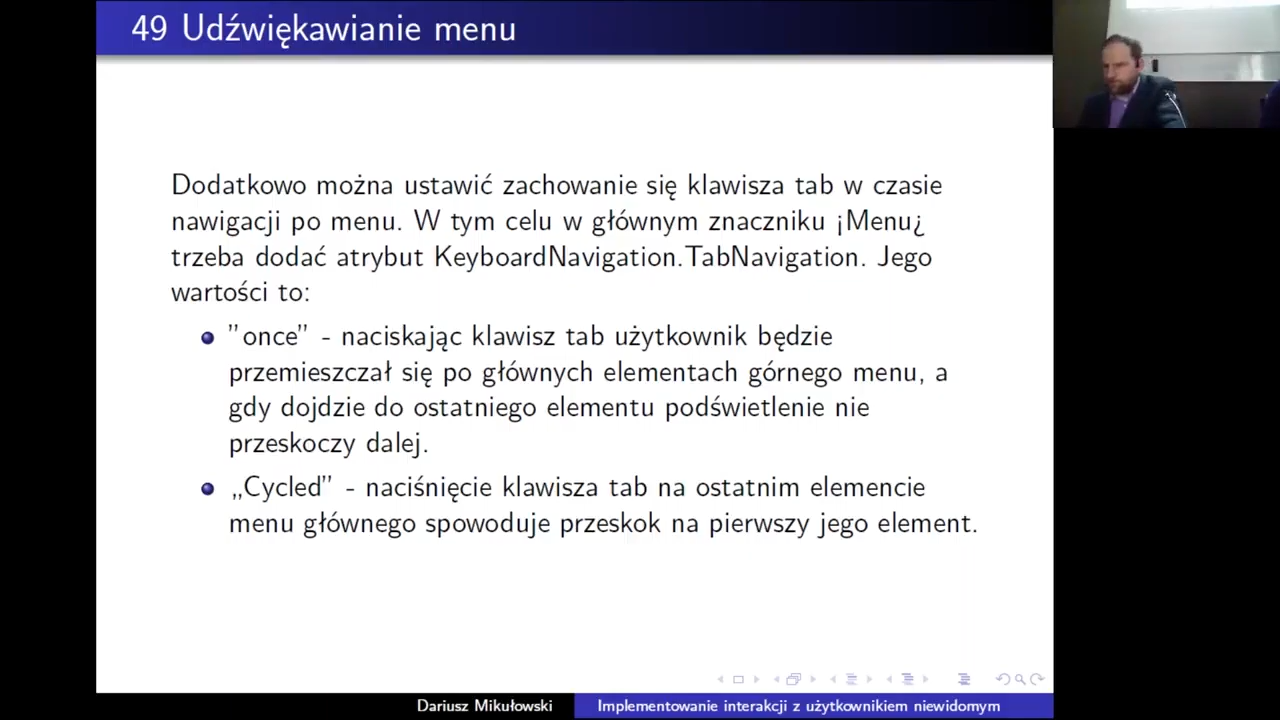 49 Udźwiękawianie menu
Dodatkowo można ustawić zachowanie się klawisza tab w czasie
nawigacji po menu. W tym celu w głównym znaczniku ¡Menu¿
trzeba dodać atrybut KeyboardNavigation.TabNavigation. Jego
wartości to:
”once” - naciskając klawisz tab użytkownik będzie
przemieszczał się po głównych elementach górnego menu, a
gdy dojdzie do ostatniego elementu podświetlenie nie
przeskoczy dalej.
„Cycled” - naciśnięcie klawisza tab na ostatnim elemencie
menu głównego spowoduje przeskok na pierwszy jego element.
Dariusz Mikułowski
Implementowanie interakcji z użytkownikiem niewidomym